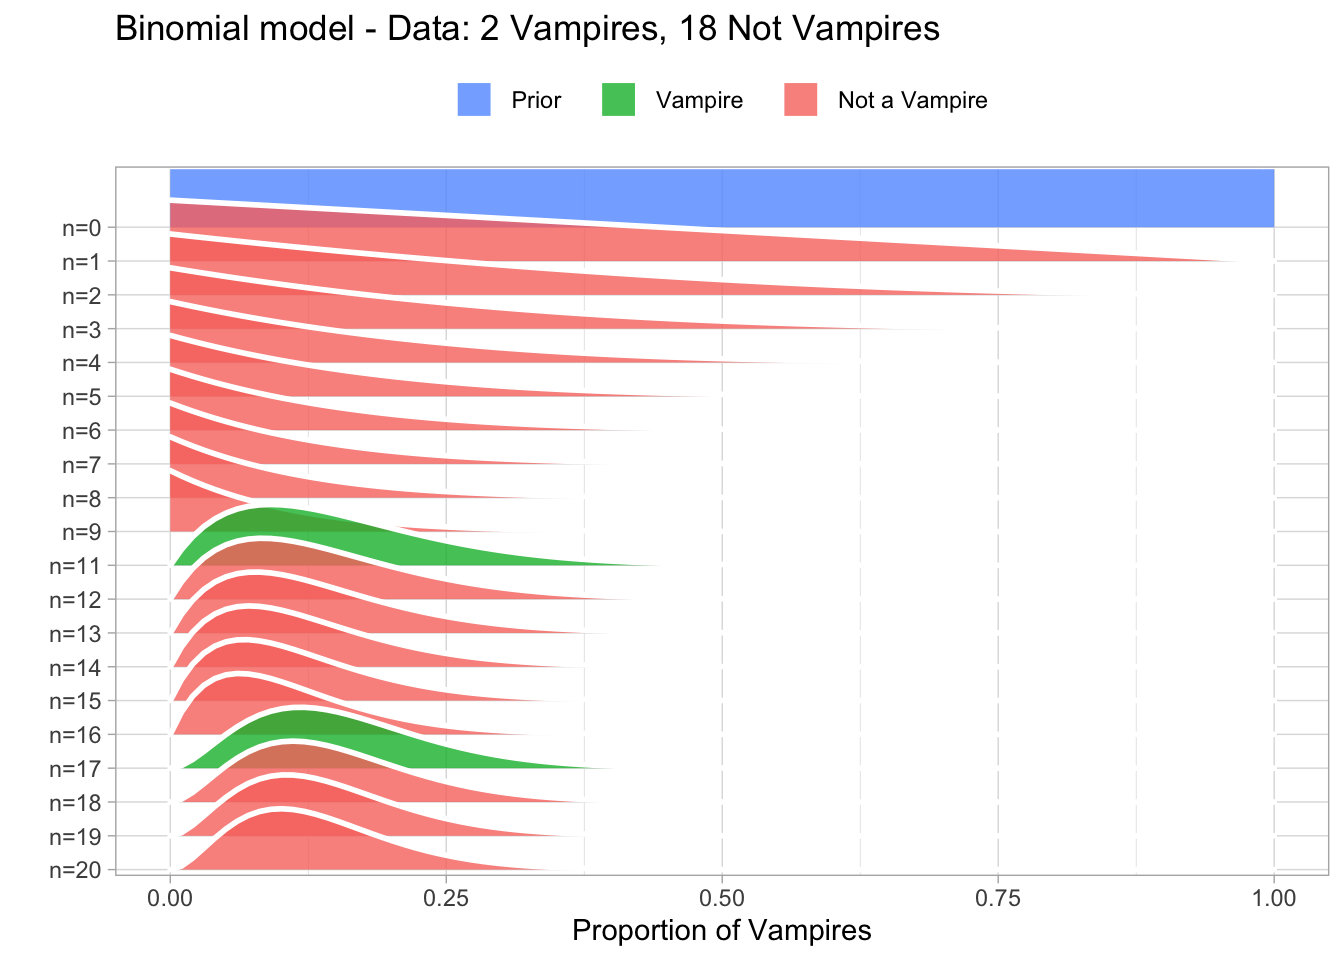 Binomial model - Data: 2 Vampires, 18 Not Vampires
Prior Vampire Not a Vampire
n=0
n=1
n=2
n=3
n=4
n=5
n=6
n=7
n=8
n=9
n=11
n=12
n=13
n=14
n=15
n=16
n=17
n=18
n=19
n=20
0.00 0.25 0.50 0.75 1.00
Proportion of Vampires